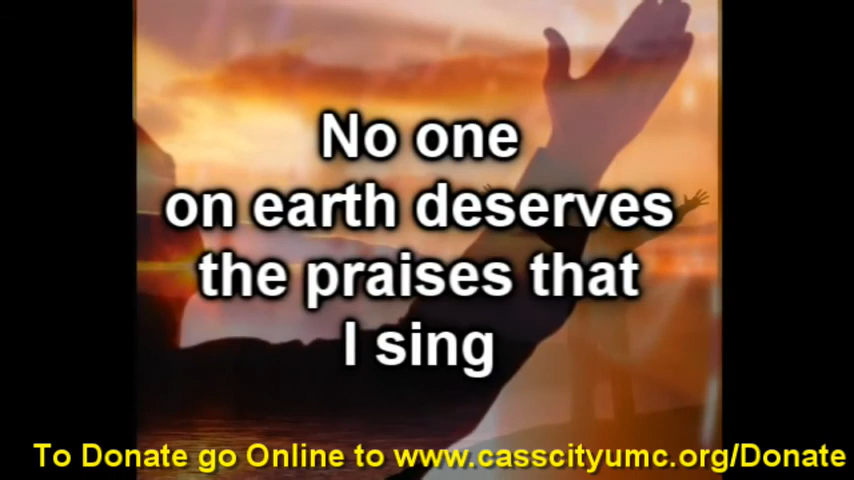 No one
on earth deserves
the praises that
I sing
To Donate go Online to www.casscityumc.org/Donate